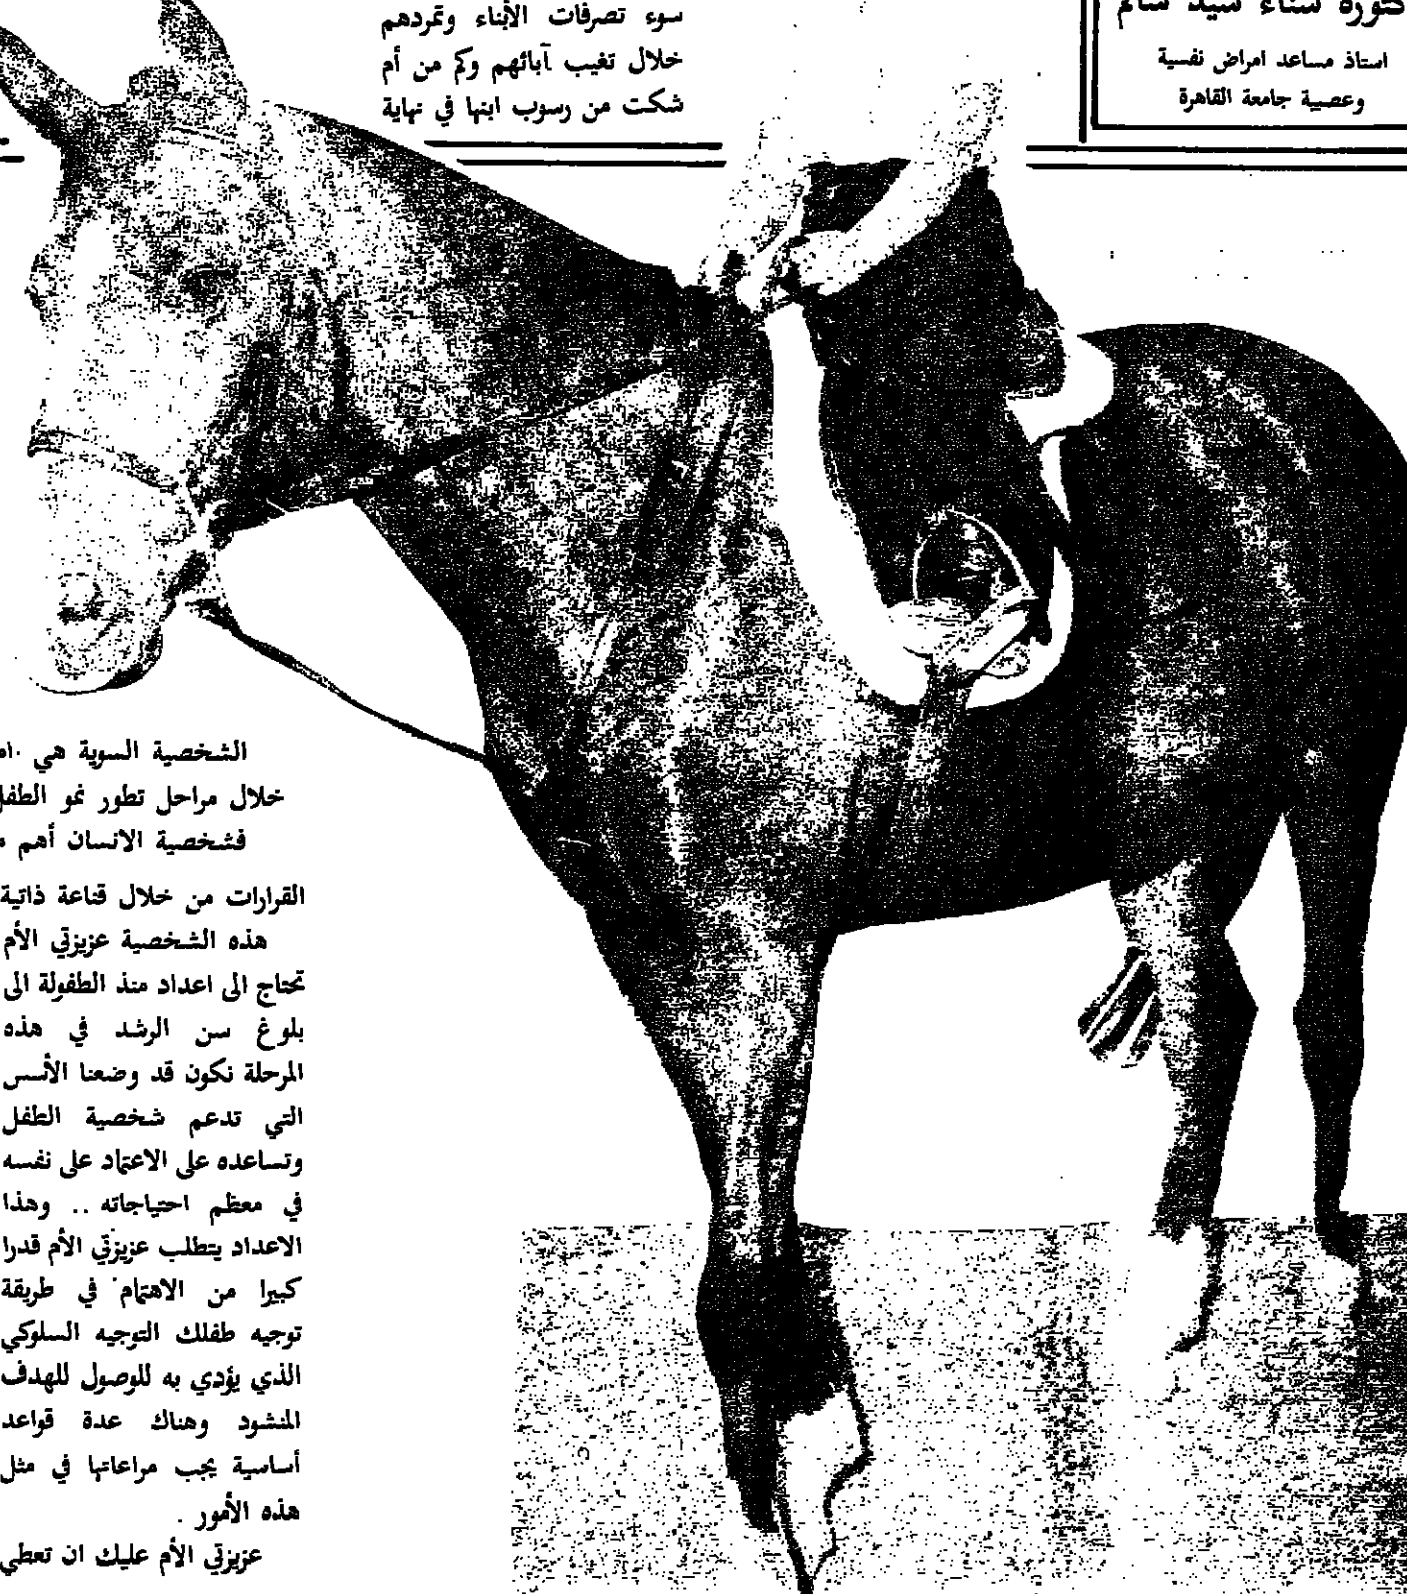 سناء سيد سالم
استاذ مساعد امراض نفسية
وعصبية جامعة القاهرة
سوء تصرفات الأبناء وتمردهم
خلال تغيب آبائهم وكم من أم
شكت من رسوب ابنها في نهاية
الشخصية السوية هي
خلال مراحل تطور نمو الطفل
فشخصية الانسان أهم
القرارات من خلال قناعة ذاتية
هذه الشخصية عزيزتي الأم
تحتاج الى اعداد منذ الطفولة الى
بلوغ سن الرشد في هذه
المرحلة نكون قد وضعنا الأسس
التي تدعم شخصية الطفل
وتساعده على الاعتماد على نفسه
في معظم احتياجاته .. وهذا
الاعداد يتطلب عزيزتي الأم قدرا
كبيرا من الاهتمام في طريقة
توجيه طفلك التوجيه السلوكي
الذي يؤدي به للوصول للهدف
المنشود وهناك عدة قواعد
أساسية يجب مراعاتها في مثل
هذه الأمور .
عزيزتي الأم عليك ان تعطي